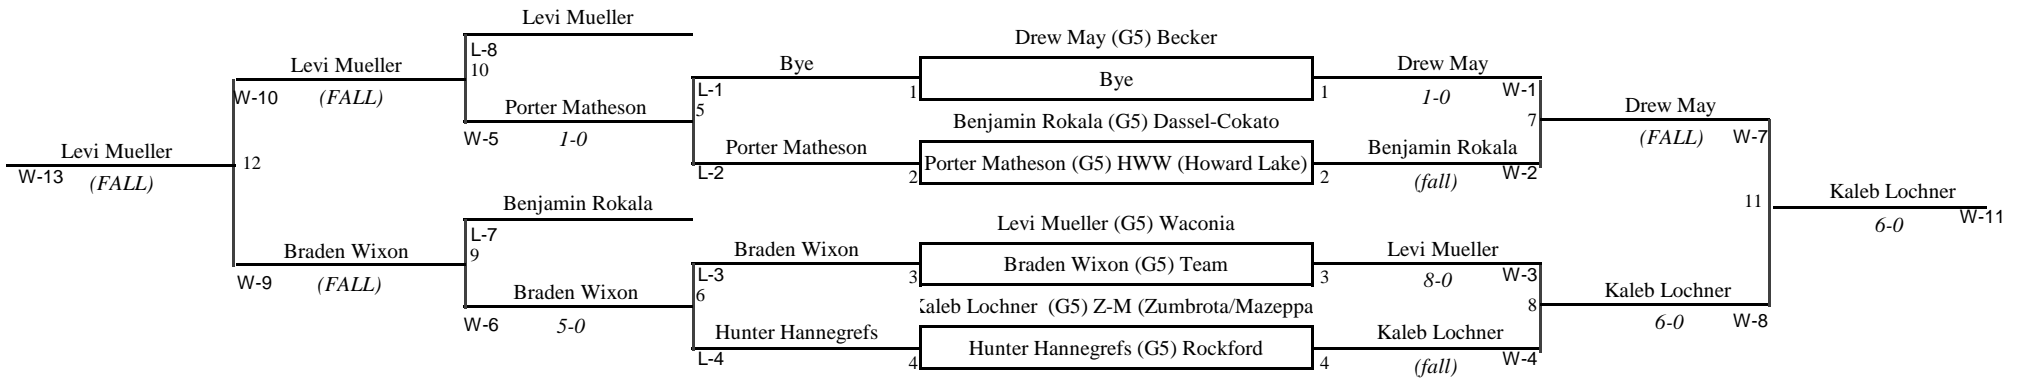 Levi Mueller
L-8
10
Levi Mueller
(FALL)
W-10
Porter Matheson
W-5
1-0
Levi Mueller
W-13
(FALL)
12
Benjamin Rokala
L-7
9
Braden Wixon
W-9
(FALL)
Braden Wixon
W-6
5-0
Bye
1
L-1
5
Porter Matheson
L-2
2
Braden Wixon
3
L-3
6
Hunter Hannegrefs
L-4
4
Drew May (G5) Becker
Bye
Benjamin Rokala (G5) Dassel-Cokato
Porter Matheson (G5) HWW (Howard Lake)
Levi Mueller (G5) Waconia
Braden Wixon (G5) Team
Kaleb Lochner (G5) Z-M (Zumbrota/Mazeppa
Hunter Hannegrefs (G5) Rockford
Drew May
1
1-0
W-1
7
Benjamin Rokala
2
(fall)
W-2
Levi Mueller
3
8-0
W-3
8
Kaleb Lochner
4
(fall)
W-4
Drew May
(FALL)
W-7
11
Kaleb Lochner
6-0
W-8
Kaleb Lochner
6-0
W-11